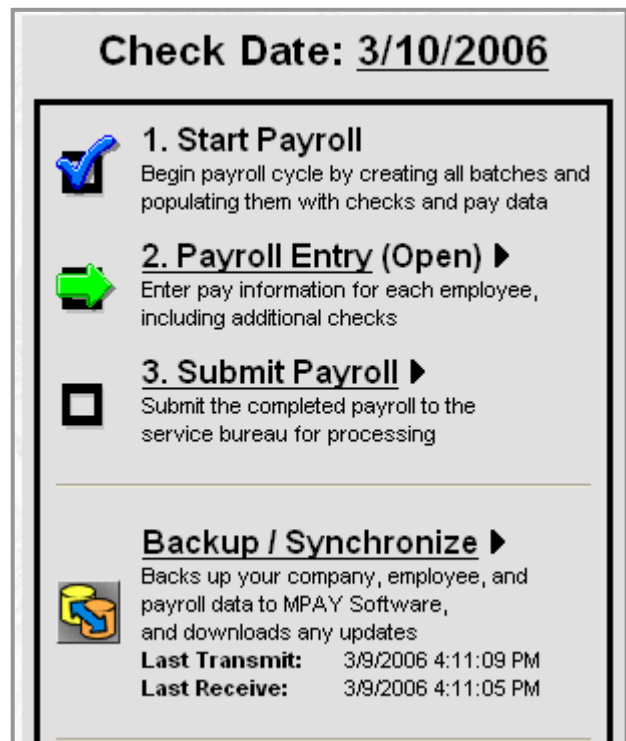 Check Date: 3/10/2006
1. Start Payroll
Begin payroll cycle by creating all batches and
populating them with checks and pay data
2. Payroll Entry (Open)
Enter pay information for each employee,
including additional checks
3. Submit Payroll
Submit the completed payroll to the
service bureau for processing
Backup / Synchronize
Backs up your company, employee, and
payroll data to MPAY Software,
and downloads any updates
Last Transmit: 3/9/2006 4:11:09 PM
Last Receive: 3/9/2006 4:11:05 PM